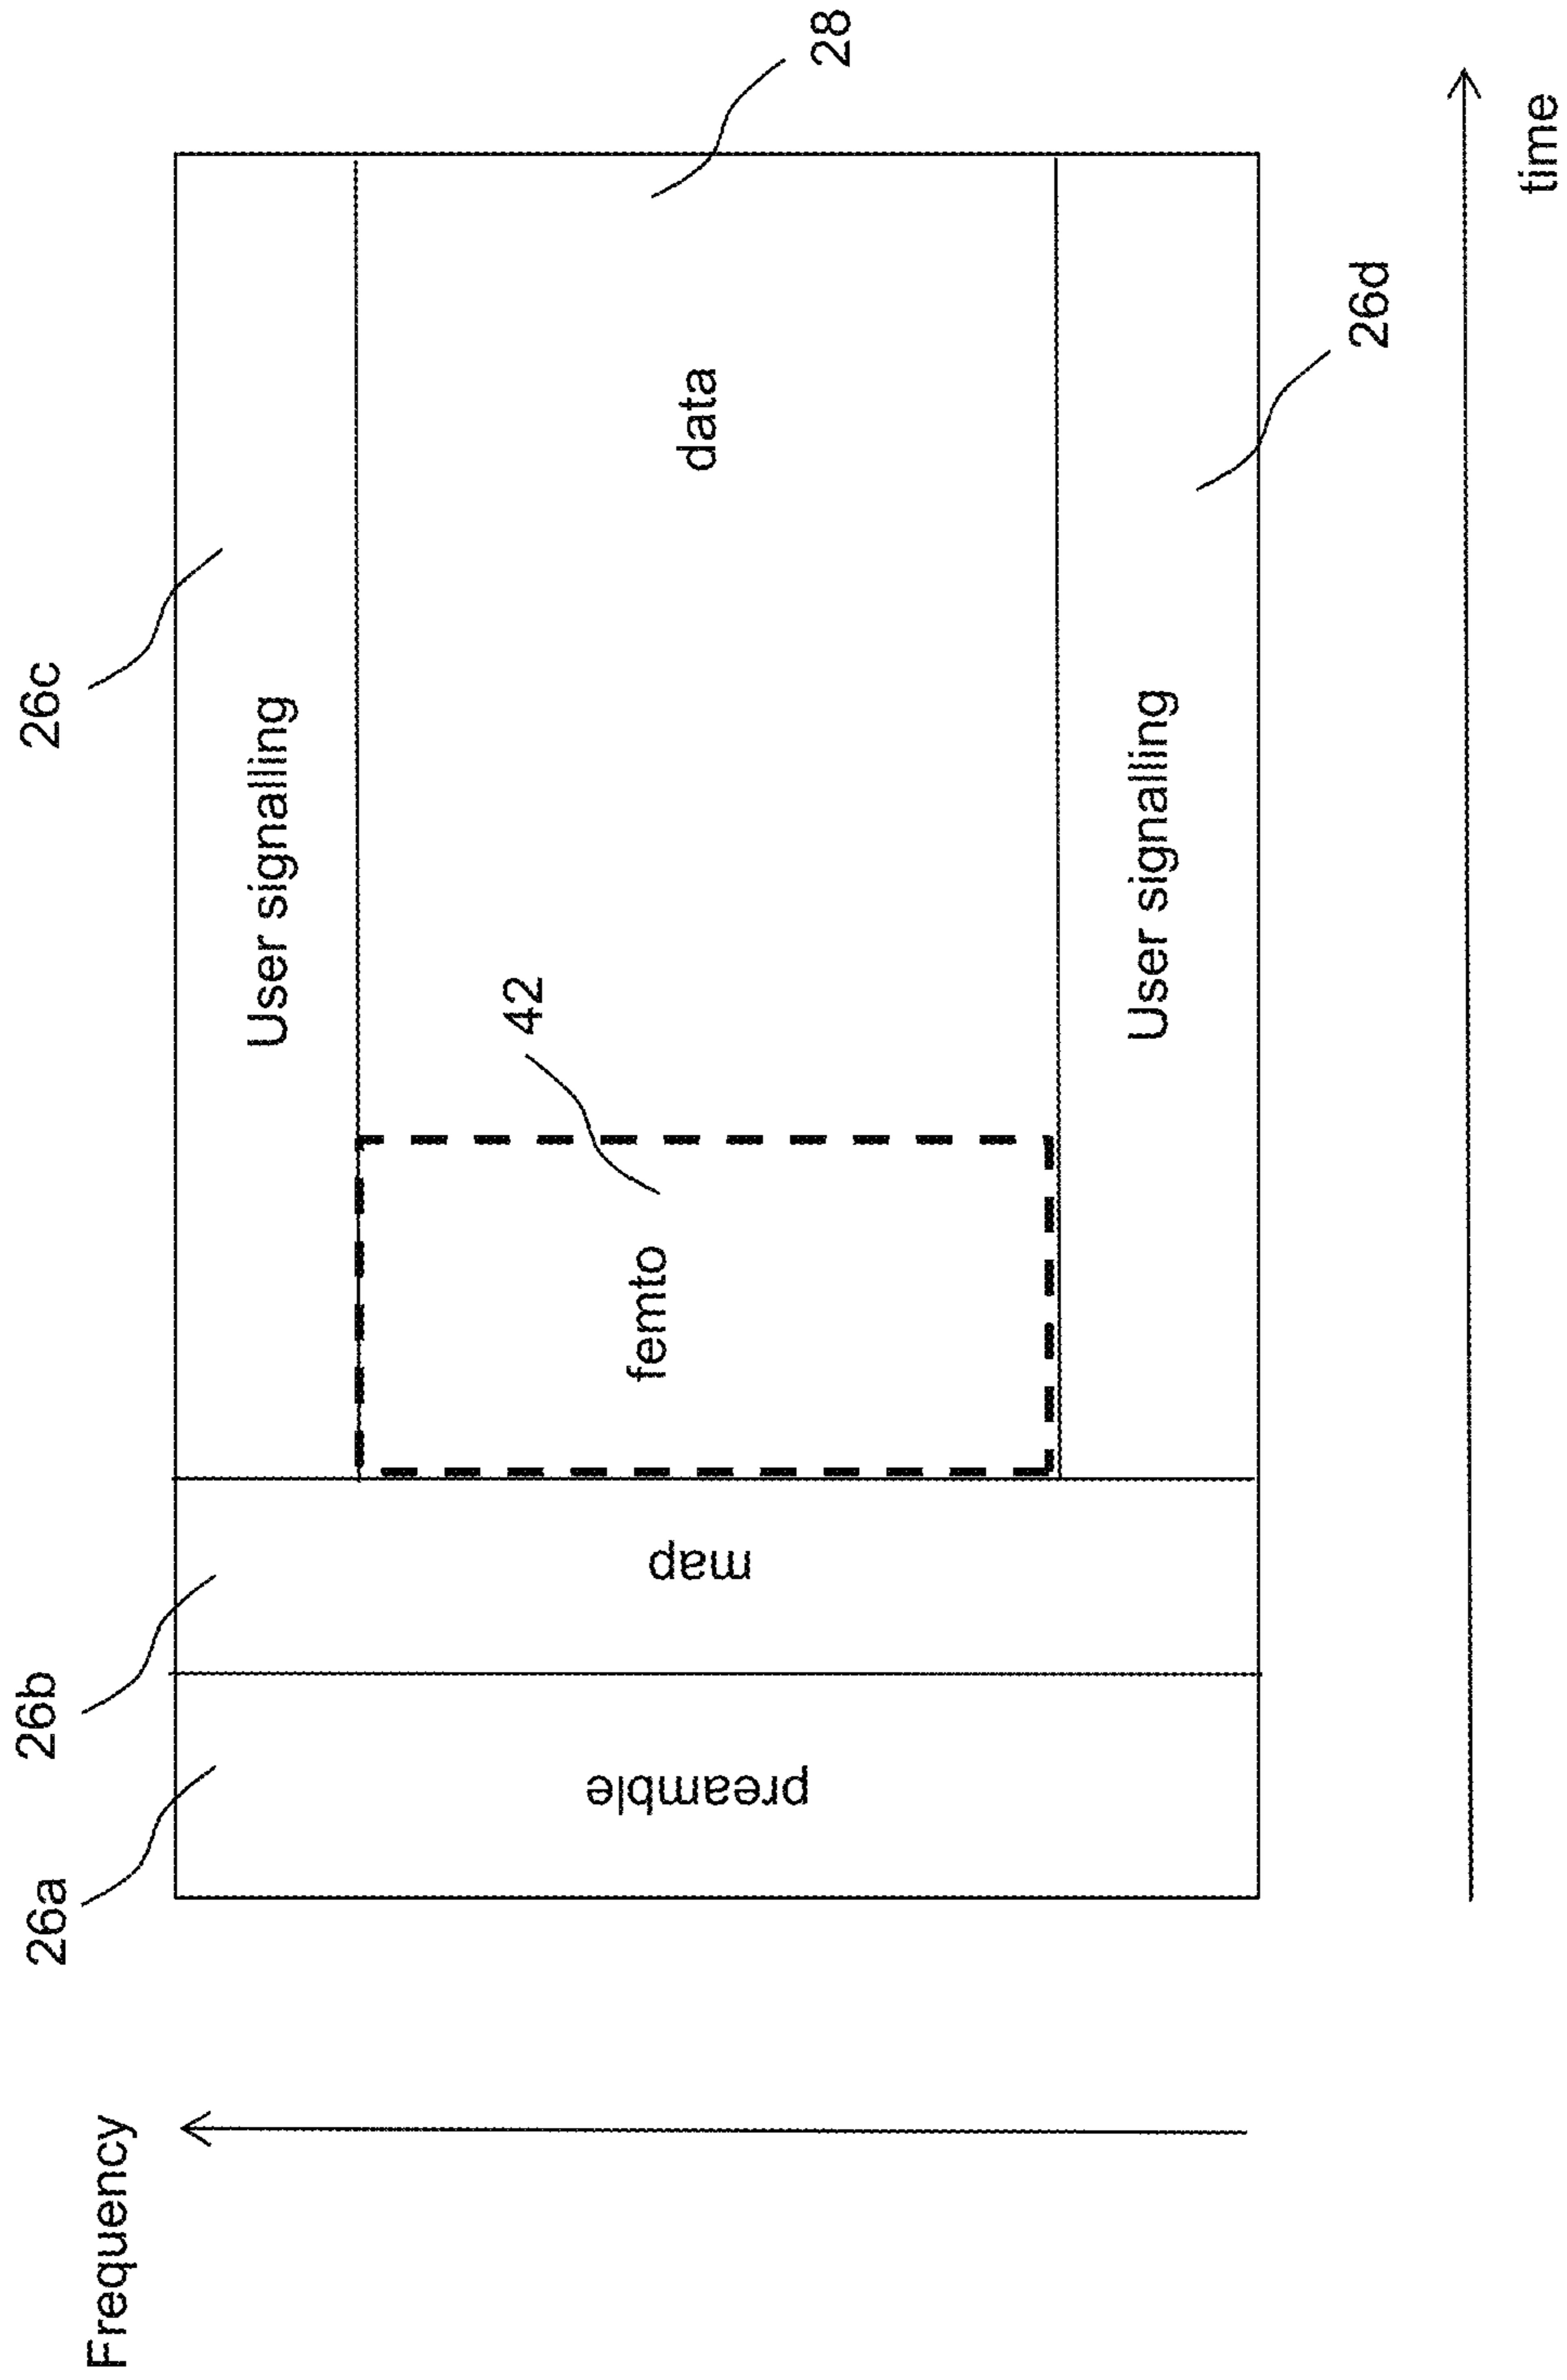 26a
26b
26c
Frequency
User signalling
42
femto
data
map
preamble
28
User signalling
26d
time